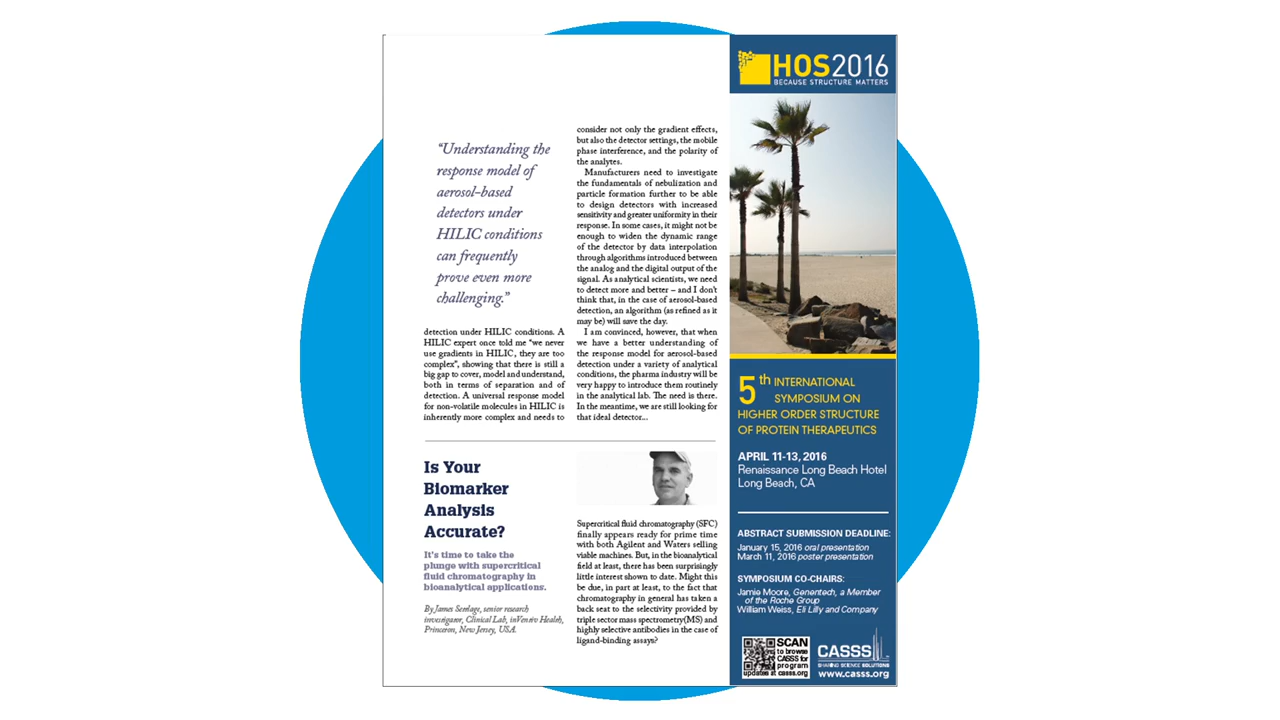 “Understanding the
response model of
aerosol-based
detectors under
HILIC conditions
can frequently
prove even more
challenging.”
detection under HILIC conditions. A
HILIC expert once told me “we never
use gradients in HILIC, they are too
complex”, showing that there is still a
big gap to cover, model and understand,
both in terms of separation and of
detection. A universal response model
for non-volatile molecules in HILIC is
inherently more complex and needs to
consider not only the gradient effects,
but also the detector settings, the mobile
phase interference, and the polarity of
the analytes.
Manufacturers need to investigate
the fundamentals of nebulization and
particle formation further to be able
to design detectors with increased
sensitivity and greater uniformity in their
response. In some cases, it might not be
enough to widen the dynamic range
of the detector by data interpolation
through algorithms introduced between
the analog and the digital output of the
signal. As analytical scientists, we need
to detect more and better – and I don’t
think that, in the case of aerosol-based
detection, an algorithm (as refined as it
may be) will save the day.
I am convinced, however, that when
we have a better understanding of
the response model for aerosol-based
detection under a variety of analytical
conditions, the pharma industry will be
very happy to introduce them routinely
in the analytical lab. The need is there.
In the meantime, we are still looking for
that ideal detector...
Is Your
Biomarker
Analysis
Accurate?
It’s time to take the
plunge with supercritical
fluid chromatography in
bioanalytical applications.
By James Semlage, senior research
investigator, Clinical Lab, inVentiv Health,
Princeton, New Jersey, USA.
Supercritical fluid chromatography (SFC)
finally appears ready for prime time
with both Agilent and Waters selling
viable machines. But, in the bioanalytical
field at least, there has been surprisingly
little interest shown to date. Might this
be due, in part at least, to the fact that
chromatography in general has taken a
back seat to the selectivity provided by
triple sector mass spectrometry(MS) and
highly selective antibodies in the case of
ligand-binding assays?
HOS2016
BECAUSE STRUCTURE MATTERS
5th INTERNATIONAL
SYMPOSIUM ON
HIGHER ORDER STRUCTURE
OF PROTEIN THERAPEUTICS
APRIL 11-13, 2016
Renaissance Long Beach Hotel
Long Beach, CA
ABSTRACT SUBMISSION DEADLINE:
January 15, 2016 oral presentation
March 11, 2016 poster presentation
SYMPOSIUM CO-CHAIRS:
Jamie Moore, Genentech, a Member
of the Roche Group
William Weiss, Eli Lilly and Company
SCAN
to browse
CASSS for
program
updates at casss.org
CASSS
SHARING SCIENCE SOLUTIONS
www.casss.org